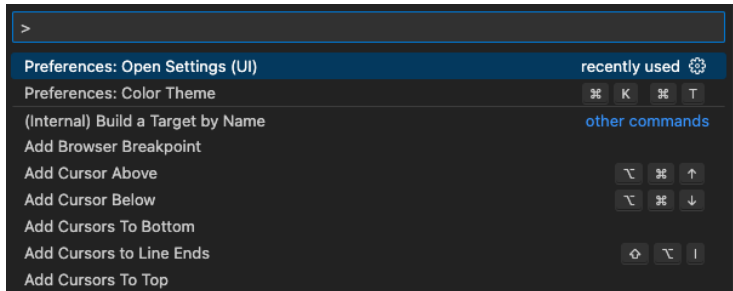 >
Preferences: Open Settings (UI) recently used
Preferences: Color Theme ⌘ K ⌘ T
(Internal) Build a Target by Name other commands
Add Browser Breakpoint
Add Cursor Above ⌥ ⌘ ↑
Add Cursor Below ⌥ ⌘ ↓
Add Cursors To Bottom
Add Cursors to Line Ends ⇧ ⌥ I
Add Cursors To Top